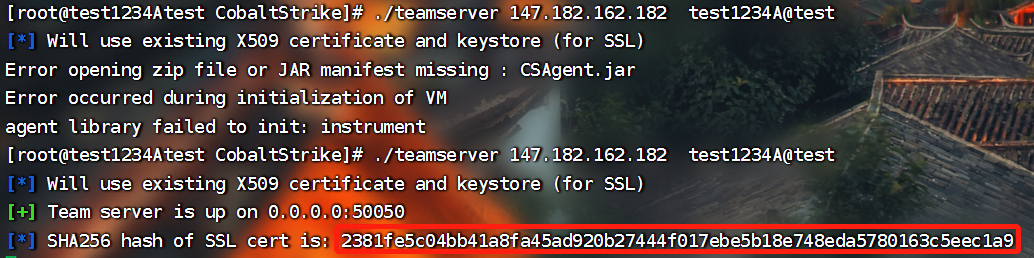 [root@test1234Atest CobaltStrike]# ./teamserver 147.182.162.182  test1234A@test
[*] Will use existing X509 certificate and keystore (for SSL)
Error opening zip file or JAR manifest missing : CSAgent.jar
Error occurred during initialization of VM
agent library failed to init: instrument
[root@test1234Atest CobaltStrike]# ./teamserver 147.182.162.182  test1234A@test
[*] Will use existing X509 certificate and keystore (for SSL)
[+] Team server is up on 0.0.0.0:50050
[*] SHA256 hash of SSL cert is: 2381fe5c04bb41a8fa45ad920b27444f017ebe5b18e748eda5780163c5eec1a9